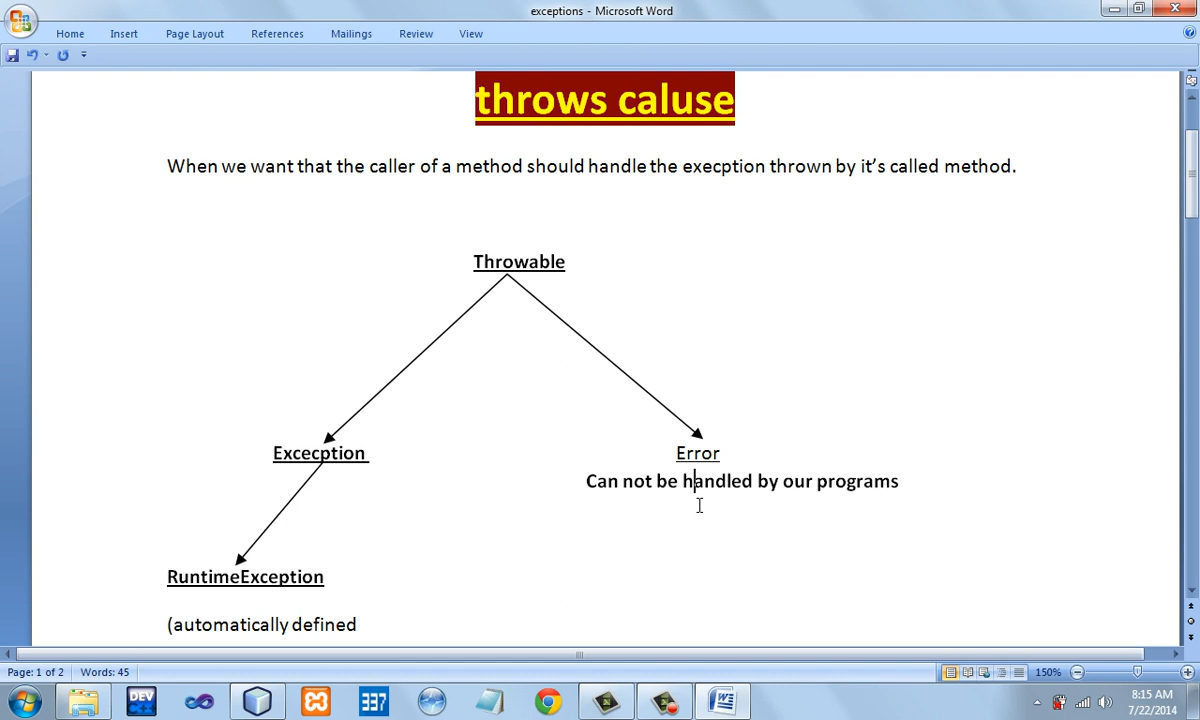 exceptions - Microsoft Word
Home Insert Page Layout References Mailings Review View
throws caluse
When we want that the caller of a method should handle the execption thrown by it's called method.
Throwable
Excecption Error
Can not be handled by our programs
RuntimeException
(automatically defined
Page: 1 of 2 Words: 45 150%
DEV 337 W 8:15 AM
7/22/2014